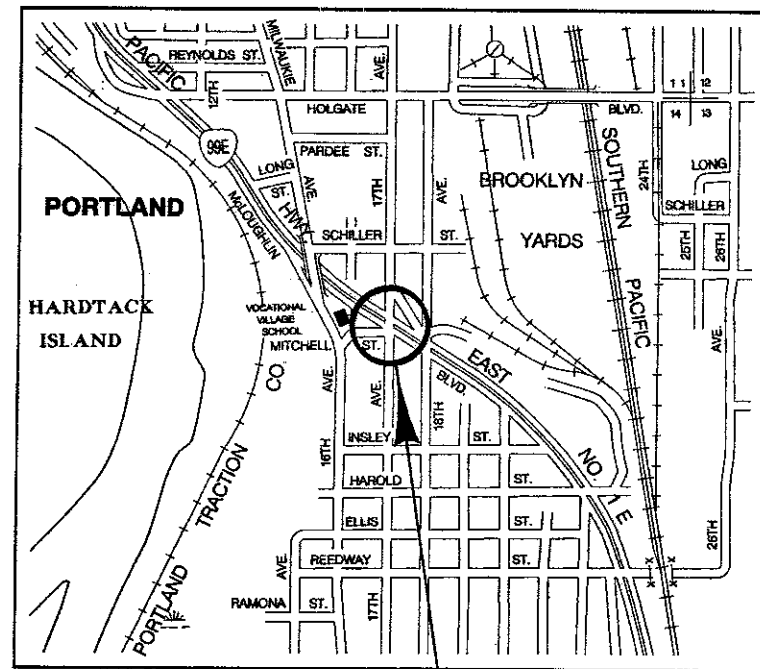 PACIFIC
HWY.
EAST
NO. 1 E
REYNOLDS ST.
MILWAUKIE
AVE.
AVE.
12TH
HOLGATE
BLVD.
11 12
14 13
99E
PARDEE ST.
LONG
ST.
17TH
AVE.
BROOKLYN
YARDS
SOUTHERN
PACIFIC
24TH
LONG
SCHILLER
25TH
26TH
AVE.
PORTLAND
McLOUGHLIN
BLVD.
SCHILLER
ST.
HARDTACK
ISLAND
VOCATIONAL
VILLAGE
SCHOOL
MITCHELL
ST.
CO.
AVE.
AVE.
18TH
16TH
INSLEY
ST.
HAROLD
ELLIS
ST.
REEDWAY
ST.
AVE.
RAMONA
ST.
17TH
26TH
TRACTION
PORTLAND